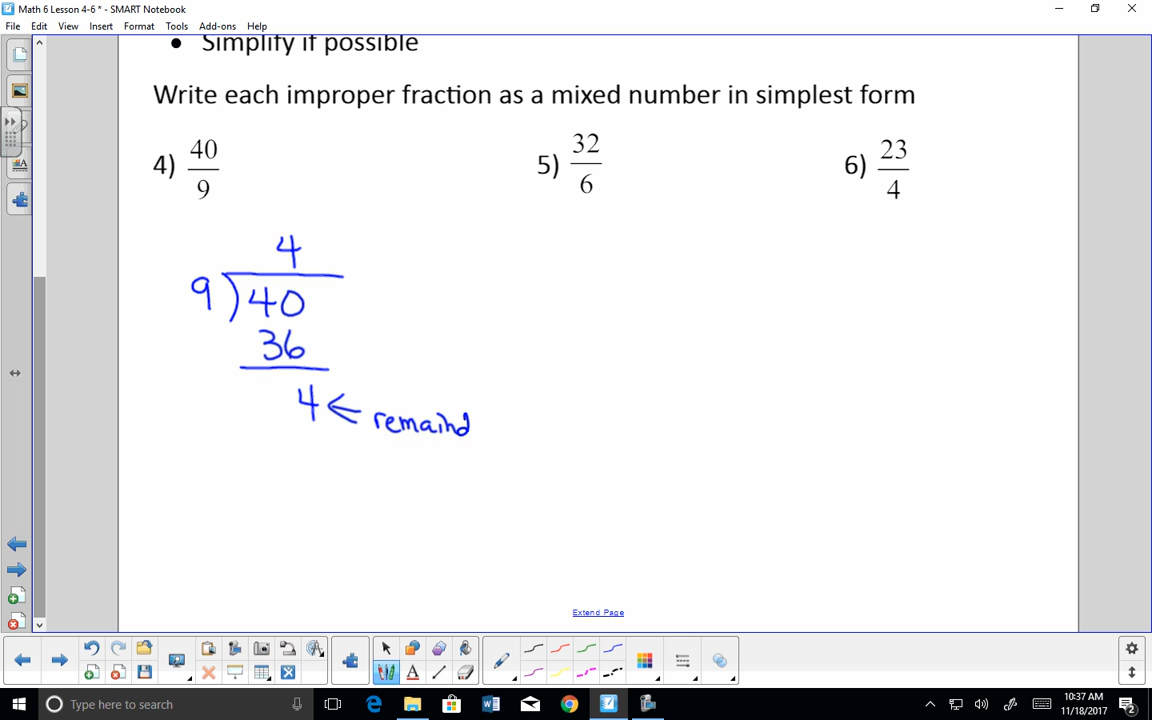 Math 6 Lesson 4-6 * - SMART Notebook
File Edit View Insert Format Tools Add-ons Help
• Simplify if possible
Write each improper fraction as a mixed number in simplest form
4) 40/9 5) 32/6 6) 23/4
4
9 ) 40
36
4 ← remaind
Extend Page
Type here to search
10:37 AM
11/18/2017
2